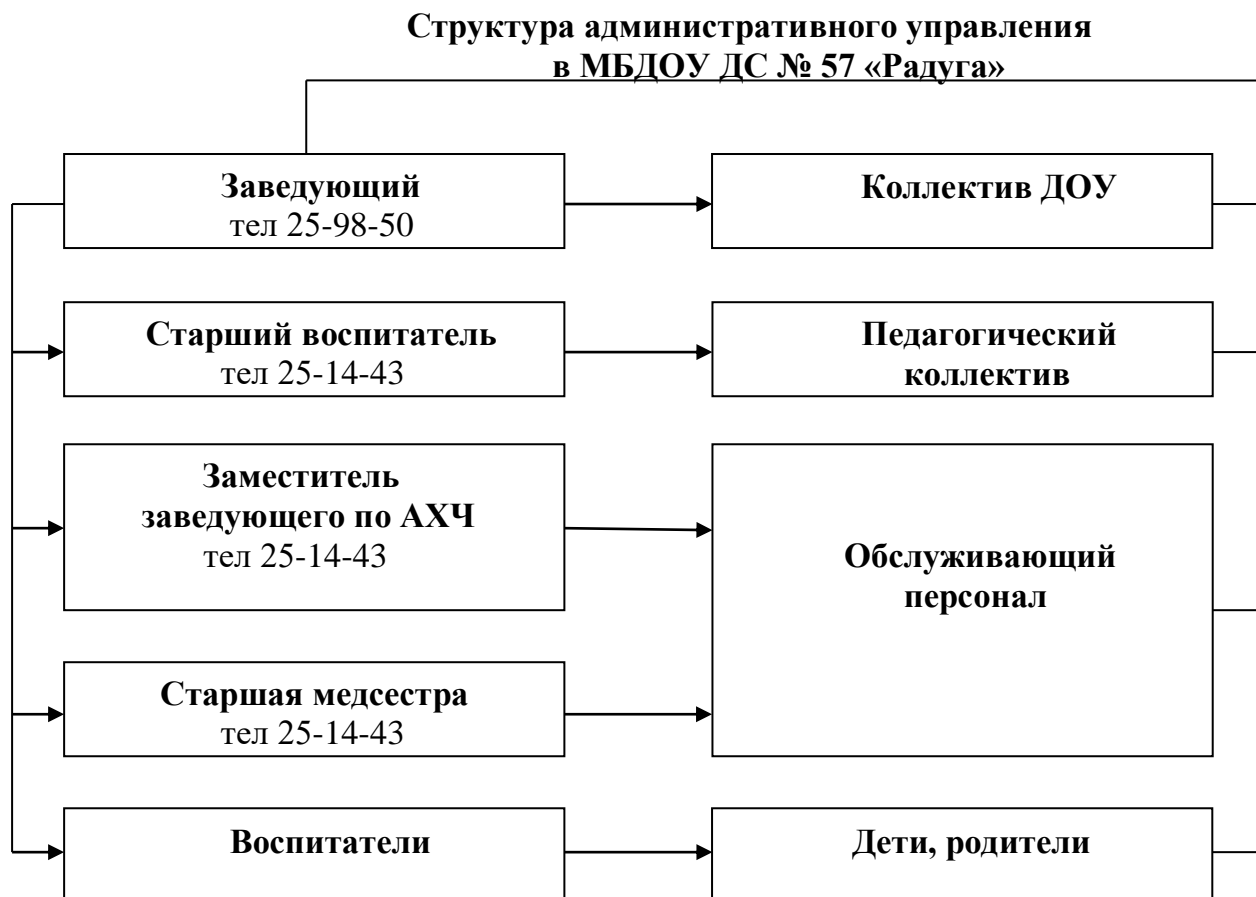 Структура административного управления
в МБДОУ ДС № 57 «Радуга»
Заведующий
тел 25-98-50
Коллектив ДОУ
Старший воспитатель
тел 25-14-43
Педагогический
коллектив
Заместитель
заведующего по АХЧ
тел 25-14-43
Обслуживающий
персонал
Старшая медсестра
тел 25-14-43
Воспитатели
Дети, родители